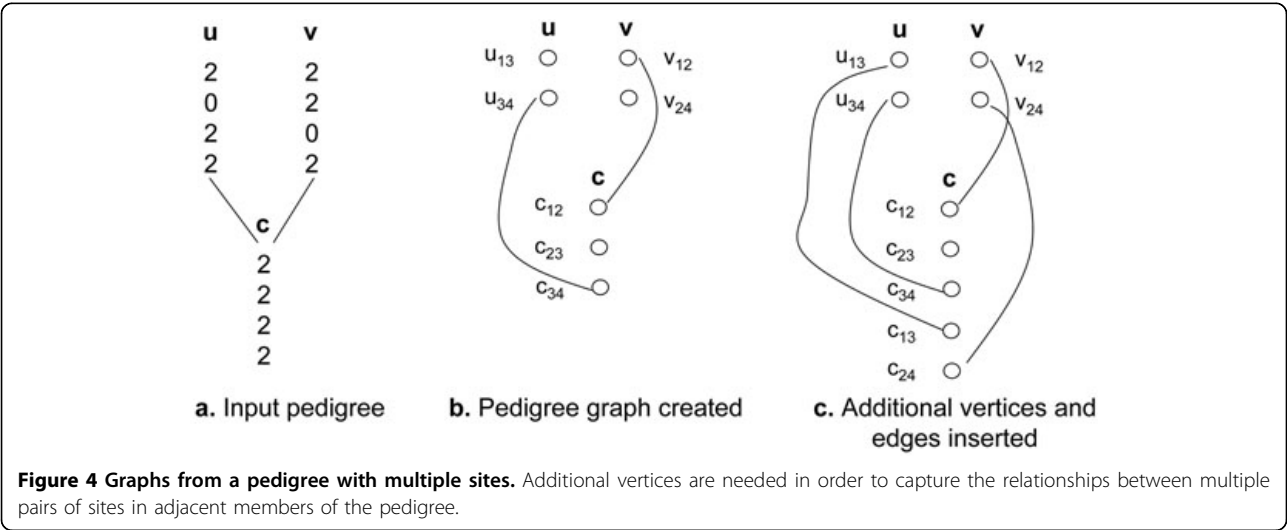 u v
2 2
0 2
2 0
2 2
c
2
2
2
2
a. Input pedigree
u v
u13 v12
u34 v24
c
c12
c23
c34
b. Pedigree graph created
u v
u13 v12
u34 v24
c
c12
c23
c34
c13
c24
c. Additional vertices and
edges inserted
Figure 4 Graphs from a pedigree with multiple sites. Additional vertices are needed in order to capture the relationships between multiple
pairs of sites in adjacent members of the pedigree.